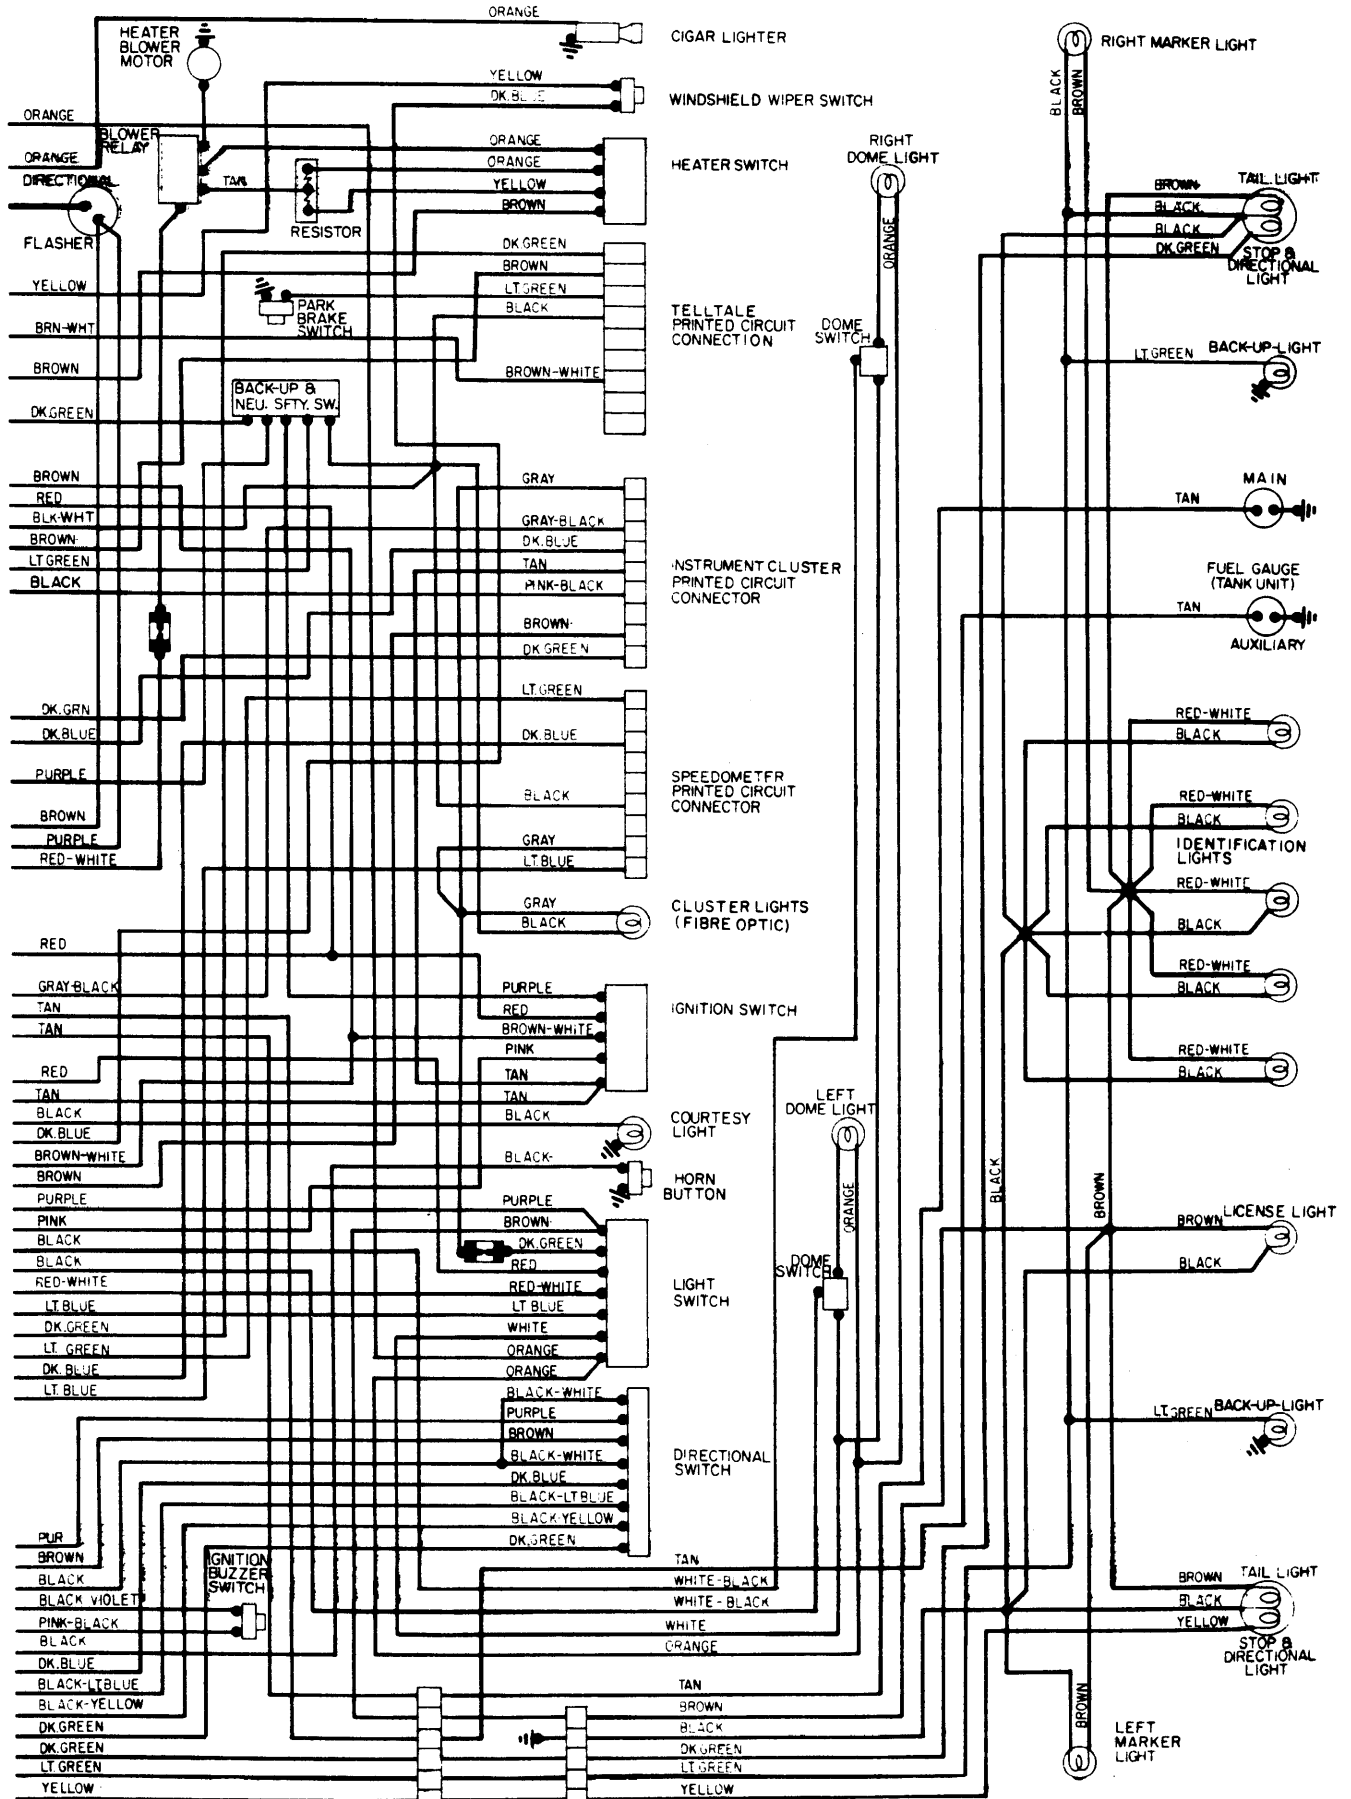 ORANGE
CIGAR LIGHTER
HEATER
BLOWER
MOTOR
YELLOW
DK.BLUE
WINDSHIELD WIPER SWITCH
ORANGE
BLOWER
RELAY
ORANGE
DIRECTIONAL
FLASHER
TAN
RESISTOR
ORANGE
ORANGE
YELLOW
BROWN
HEATER SWITCH
DK.GREEN
BROWN
LT.GREEN
BLACK
BROWN-WHITE
TELLTALE
PRINTED CIRCUIT
CONNECTION
PARK
BRAKE
SWITCH
YELLOW
BRN-WHT
BROWN
DK.GREEN
BACK-UP &
NEU. SFTY. SW.
BROWN
RED
BLK-WHT
BROWN
LT GREEN
BLACK
GRAY
GRAY-BLACK
DK.BLUE
TAN
PINK-BLACK
BROWN
DK GREEN
INSTRUMENT CLUSTER
PRINTED CIRCUIT
CONNECTOR
DK.GRN
DK.BLUE
PURPLE
BROWN
PURPLE
RED-WHITE
LT.GREEN
DK.BLUE
BLACK
GRAY
LT.BLUE
SPEEDOMETER
PRINTED CIRCUIT
CONNECTOR
GRAY
BLACK
CLUSTER LIGHTS
(FIBRE OPTIC)
RED
GRAY-BLACK
TAN
TAN
RED
TAN
BLACK
DK.BLUE
BROWN-WHITE
BROWN
PURPLE
PINK
BLACK
BLACK
RED-WHITE
LT.BLUE
DK.GREEN
LT. GREEN
DK. BLUE
LT. BLUE
PURPLE
RED
BROWN-WHITE
PINK
TAN
TAN
IGNITION SWITCH
BLACK
COURTESY
LIGHT
BLACK
HORN
BUTTON
PURPLE
BROWN
DK.GREEN
RED
RED-WHITE
LT BLUE
WHITE
ORANGE
ORANGE
LIGHT
SWITCH
BLACK-WHITE
PURPLE
BROWN
BLACK-WHITE
DK.BLUE
BLACK-LTBLUE
BLACK-YELLOW
DK.GREEN
DIRECTIONAL
SWITCH
PUR
BROWN
BLACK
BLACK VIOLET
PINK-BLACK
BLACK
DK.BLUE
BLACK-LTBLUE
BLACK-YELLOW
DK.GREEN
DK.GREEN
LT.GREEN
YELLOW
IGNITION
BUZZER
SWITCH
TAN
WHITE-BLACK
WHITE-BLACK
WHITE
ORANGE
TAN
BROWN
BLACK
DK GREEN
LT GREEN
YELLOW
RIGHT
DOME LIGHT
ORANGE
DOME
SWITCH
LEFT
DOME LIGHT
ORANGE
DOME
SWITCH
RIGHT MARKER LIGHT
BLACK
BROWN
BROWN
BLACK
BLACK
DK.GREEN
TAIL LIGHT
STOP &
DIRECTIONAL
LIGHT
LT.GREEN
BACK-UP-LIGHT
MAIN
TAN
FUEL GAUGE
(TANK UNIT)
TAN
AUXILIARY
RED-WHITE
BLACK
RED-WHITE
BLACK
IDENTIFICATION
LIGHTS
RED-WHITE
BLACK
RED-WHITE
BLACK
RED-WHITE
BLACK
BLACK
BROWN
BROWN
LICENSE LIGHT
BLACK
LT.GREEN
BACK-UP-LIGHT
BROWN
BLACK
YELLOW
TAIL LIGHT
STOP &
DIRECTIONAL
LIGHT
BROWN
LEFT
MARKER
LIGHT